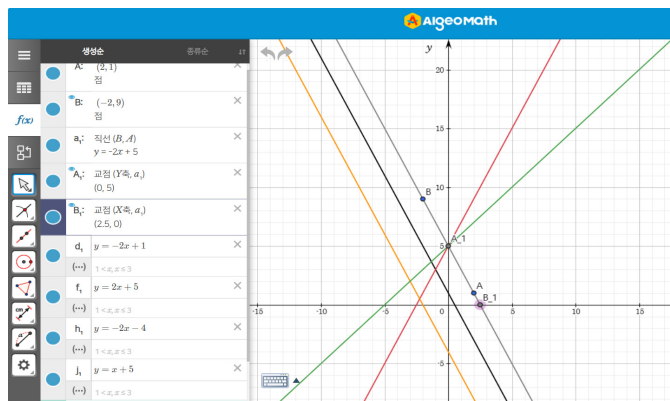 AlgeoMath
생성순 종류순
A: (2,1)
점
B: (−2,9)
점
a₁: 직선 (B, A)
y = -2x + 5
A₁: 교점 (Y축, a₁)
(0, 5)
B₁: 교점 (X축, a₁)
(2.5, 0)
d₁ y = −2x + 1
(···) 1 < x, x ≤ 3
f₁ y = 2x + 5
(···) 1 < x, x ≤ 3
h₁ y = −2x − 4
(···) 1 < x, x ≤ 3
j₁ y = x + 5
(···) 1 < x, x ≤ 3
f(x)
cm
y
20
15
B
10
5
A_1
A
B_1
-15 -10 -5 0 5 10 15
-5